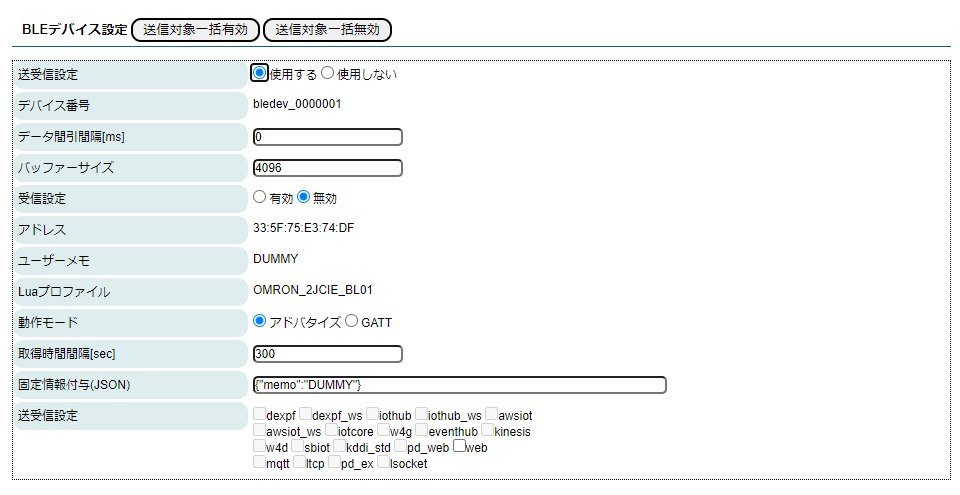 BLEデバイス設定 送信対象一括有効 送信対象一括無効
送受信設定 使用する 使用しない
デバイス番号 bledev_0000001
データ間引間隔[ms] 0
バッファーサイズ 4096
受信設定 有効 無効
アドレス 33:5F:75:E3:74:DF
ユーザーメモ DUMMY
Luaプロファイル OMRON_2JCIE_BL01
動作モード アドバタイズ GATT
取得時間間隔[sec] 300
固定情報付与(JSON) {"memo":"DUMMY"}
送受信設定 dexpf dexpf_ws iothub iothub_ws awsiot
awsiot_ws iotcore w4g eventhub kinesis
w4d sbiot kddi_std pd_web web
mqtt ltcp pd_ex lsocket